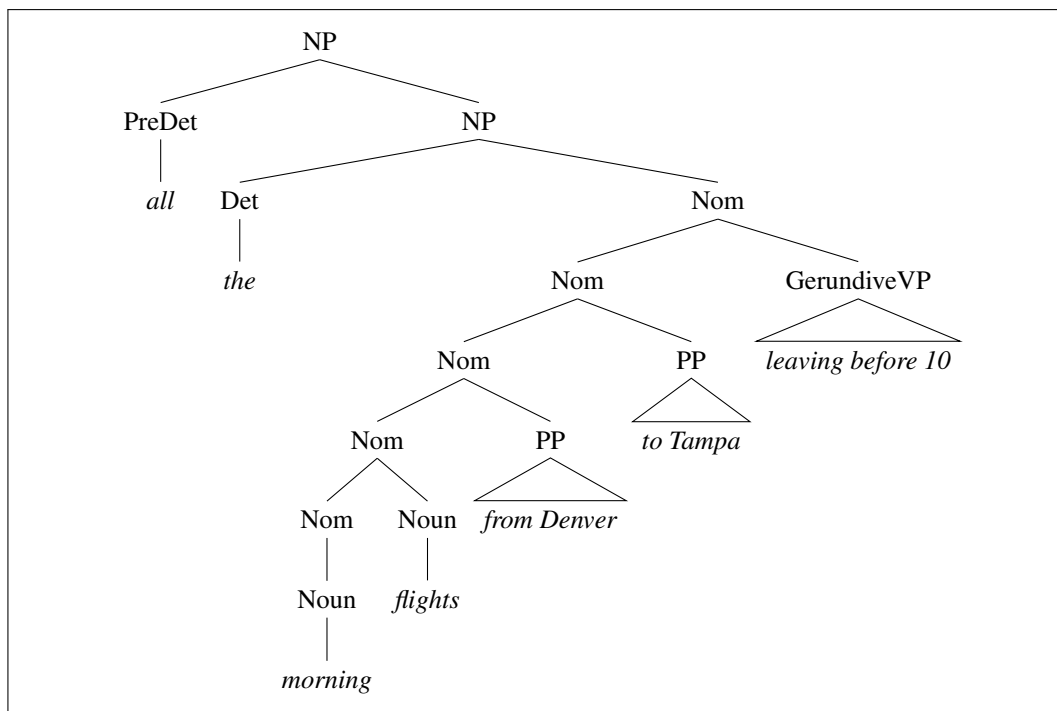 NP
PreDet NP
all Det Nom
the Nom GerundiveVP
Nom PP leaving before 10
Nom PP to Tampa
Nom Noun from Denver
Noun flights
morning